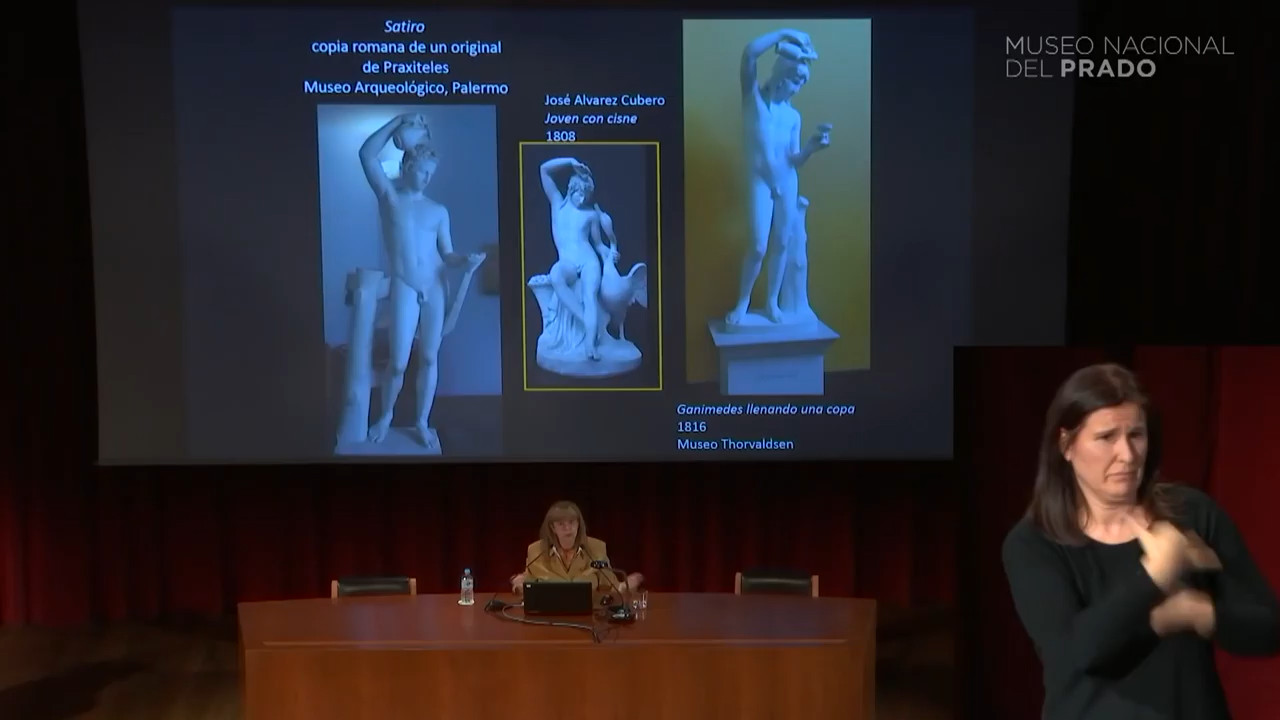 Satiro
copia romana de un original
de Praxiteles
Museo Arqueológico, Palermo
José Alvarez Cubero
Joven con cisne
1808
Ganimedes llenando una copa
1816
Museo Thorvaldsen
MUSEO NACIONAL
DEL PRADO